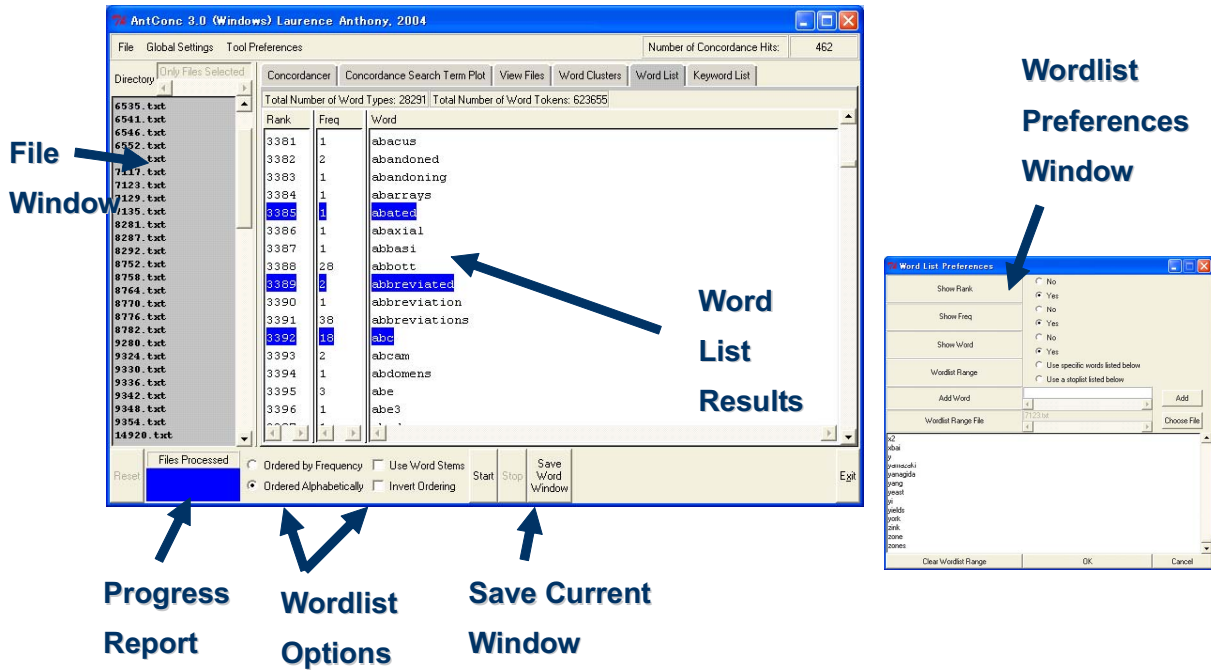 AntConc 3.0 (Windows) Laurence Anthony, 2004
File Global Settings Tool Preferences
Number of Concordance Hits: 462
Directory Only Files Selected
Concordancer Concordance Search Term Plot View Files Word Clusters Word List Keyword List
Total Number of Word Types: 28291 Total Number of Word Tokens: 623655
6535.txt
6541.txt
6546.txt
6552.txt
.txt
7117.txt
7123.txt
7129.txt
7135.txt
8281.txt
8287.txt
8292.txt
8752.txt
8758.txt
8764.txt
8770.txt
8776.txt
8782.txt
9280.txt
9324.txt
9330.txt
9336.txt
9342.txt
9348.txt
9354.txt
14920.txt
Rank Freq Word
3381 1 abacus
3382 2 abandoned
3383 1 abandoning
3384 1 abarrays
3385 1 abated
3386 1 abaxial
3387 1 abbasi
3388 28 abbott
3389 2 abbreviated
3390 1 abbreviation
3391 38 abbreviations
3392 18 abc
3393 2 abcam
3394 1 abdomens
3395 3 abe
3396 1 abe3
Reset
Files Processed
Ordered by Frequency
Ordered Alphabetically
Use Word Stems
Invert Ordering
Start
Stop
Save
Word
Window
Exit
File
Window
Word
List
Results
Progress
Report
Wordlist
Options
Save Current
Window
Wordlist
Preferences
Window
Word List Preferences
Show Rank
No
Yes
Show Freq
No
Yes
Show Word
No
Yes
Wordlist Range
Use specific words listed below
Use a stoplist listed below
Add Word
Add
Wordlist Range File
7123.txt
Choose File
x2
xbai
y
yamazaki
yanagida
yang
yeast
yi
yields
york
zink
zone
zones
Clear Wordlist Range OK Cancel